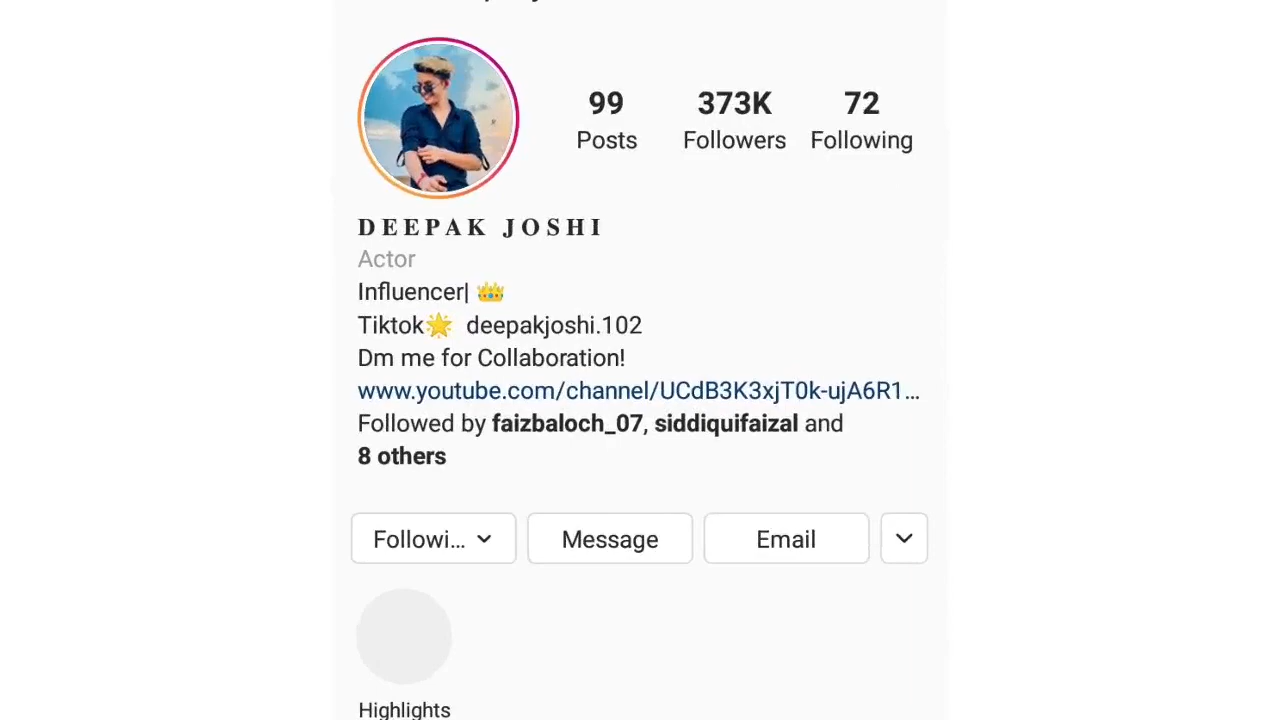 99 373K 72
Posts Followers Following
DEEPAK JOSHI
Actor
Influencer| 👑
Tiktok🌟 deepakjoshi.102
Dm me for Collaboration!
www.youtube.com/channel/UCdB3K3xjT0k-ujA6R1...
Followed by faizbaloch_07, siddiquifaizal and
8 others
Followi... Message Email
Highlights